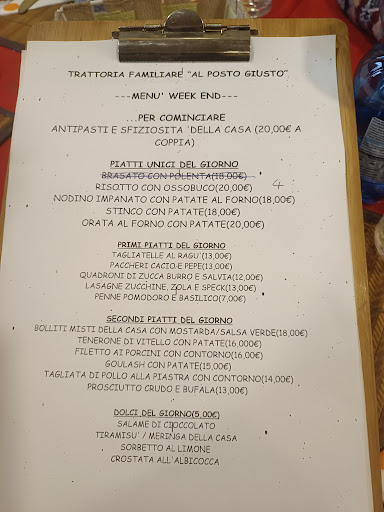 TRATTORIA FAMILIARE "AL POSTO GIUSTO"
---MENU' WEEK END---
...PER COMINCIARE
ANTIPASTI E SFIZIOSITA 'DELLA CASA (20,00€ A
COPPIA)
PIATTI UNICI DEL GIORNO
BRASATO CON POLENTA(18,00€)
RISOTTO CON OSSOBUCO(20,00€) 4
NODINO IMPANATO CON PATATE AL FORNO(18,00€)
STINCO CON PATATE(18,00€)
ORATA AL FORNO CON PATATE(20,00€)
PRIMI PIATTI DEL GIORNO
TAGLIATELLE AL RAGU'(13,00€)
PACCHERI CACIO E PEPE(13,00€)
QUADRONI DI ZUCCA BURRO E SALVIA(12,00€)
LASAGNE ZUCCHINE, ZOLA E SPECK(13,00€)
PENNE POMODORO E BASILICO(7,00€)
SECONDI PIATTI DEL GIORNO
BOLLITI MISTI DELLA CASA CON MOSTARDA/SALSA VERDE(18,00€)
TENERONE DI VITELLO CON PATATE(16,000€)
FILETTO AI PORCINI CON CONTORNO(16,00€)
GOULASH CON PATATE(15,00€)
TAGLIATA DI POLLO ALLA PIASTRA CON CONTORNO(14,00€)
PROSCIUTTO CRUDO E BUFALA(13,00€)
DOLCI DEL GIORNO(5,00€)
SALAME DI CIOCCOLATO
TIRAMISU' / MERINGA DELLA CASA
SORBETTO AL LIMONE
CROSTATA ALL'ALBICOCCA